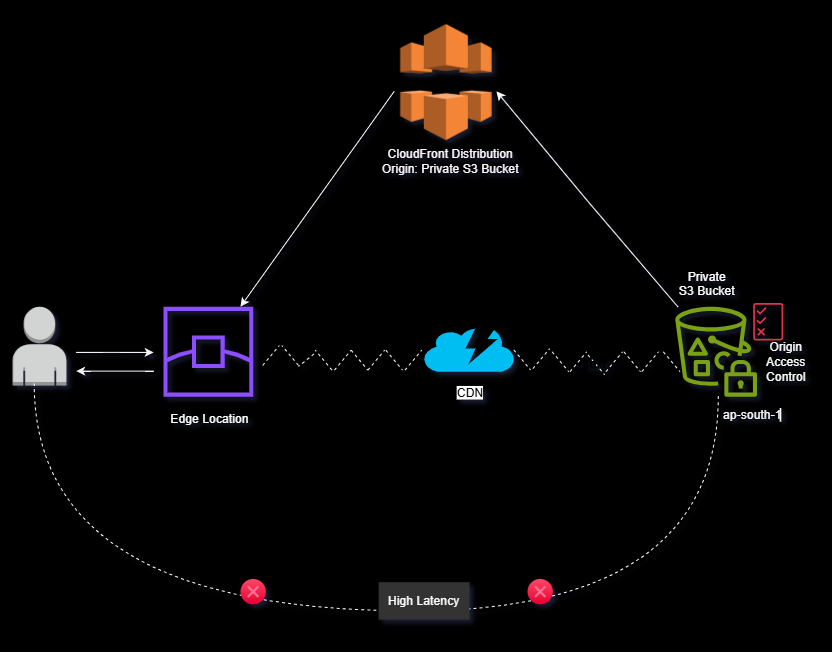 CloudFront Distribution
Origin: Private S3 Bucket
Private
S3 Bucket
Origin
Access
Control
CDN
Edge Location
ap-south-1
High Latency